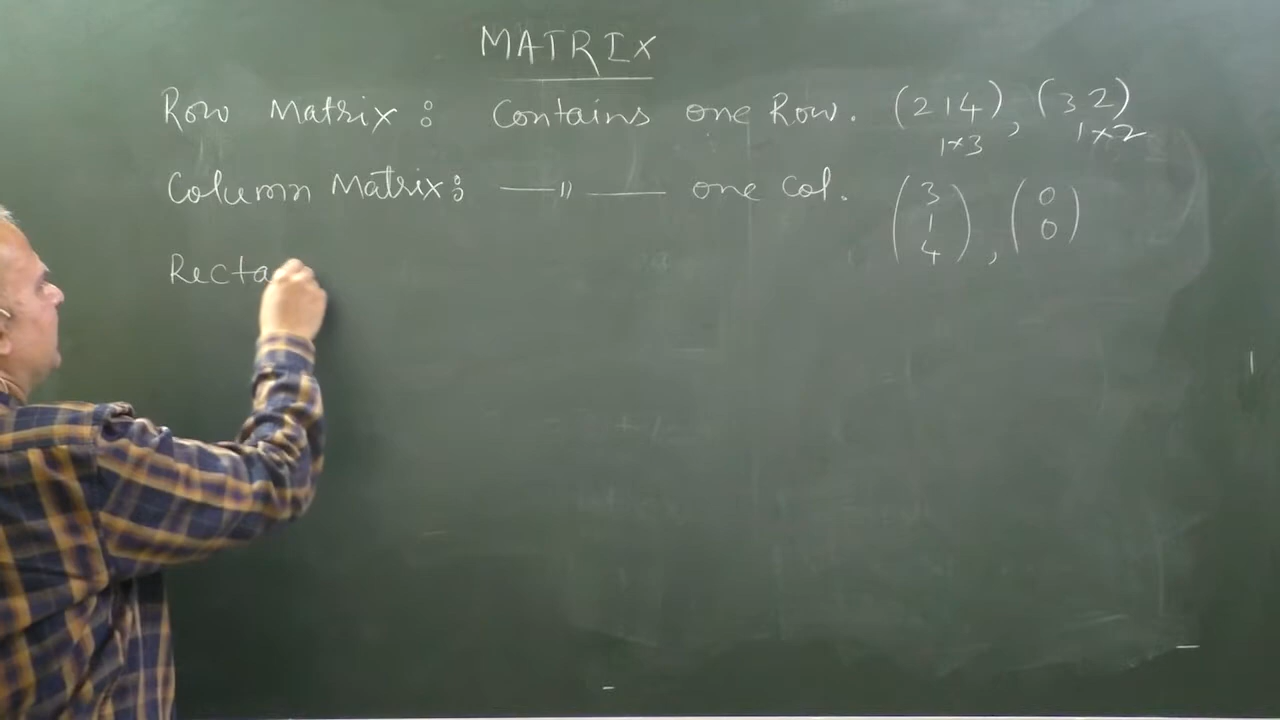 MATRIX
Row Matrix : Contains one Row. (2 1 4), (3 2)
1×3 1×2
Column Matrix : —〃— one Col. (3 1 4), (0 0)
Recta